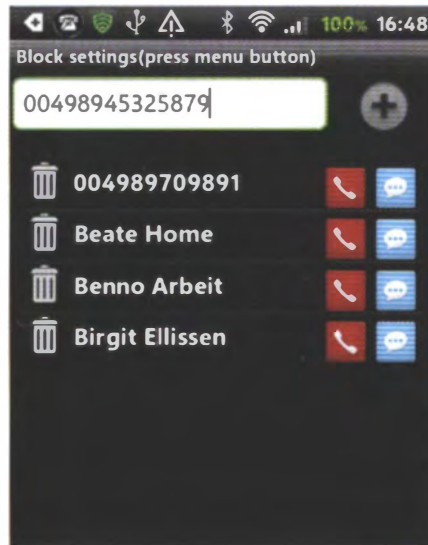 100% 16:48
Block settings(press menu button)
00498945325879
004989709891
Beate Home
Benno Arbeit
Birgit Ellissen